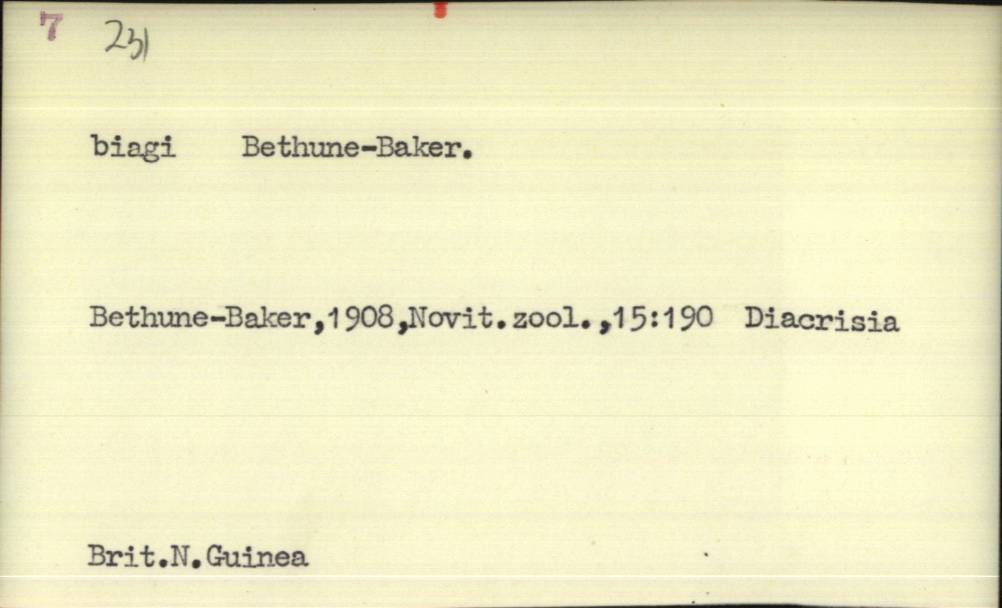 7 231
biagi Bethune-Baker.
Bethune-Baker,1908,Novit.zool.,15:190 Diacrisia
Brit.N.Guinea